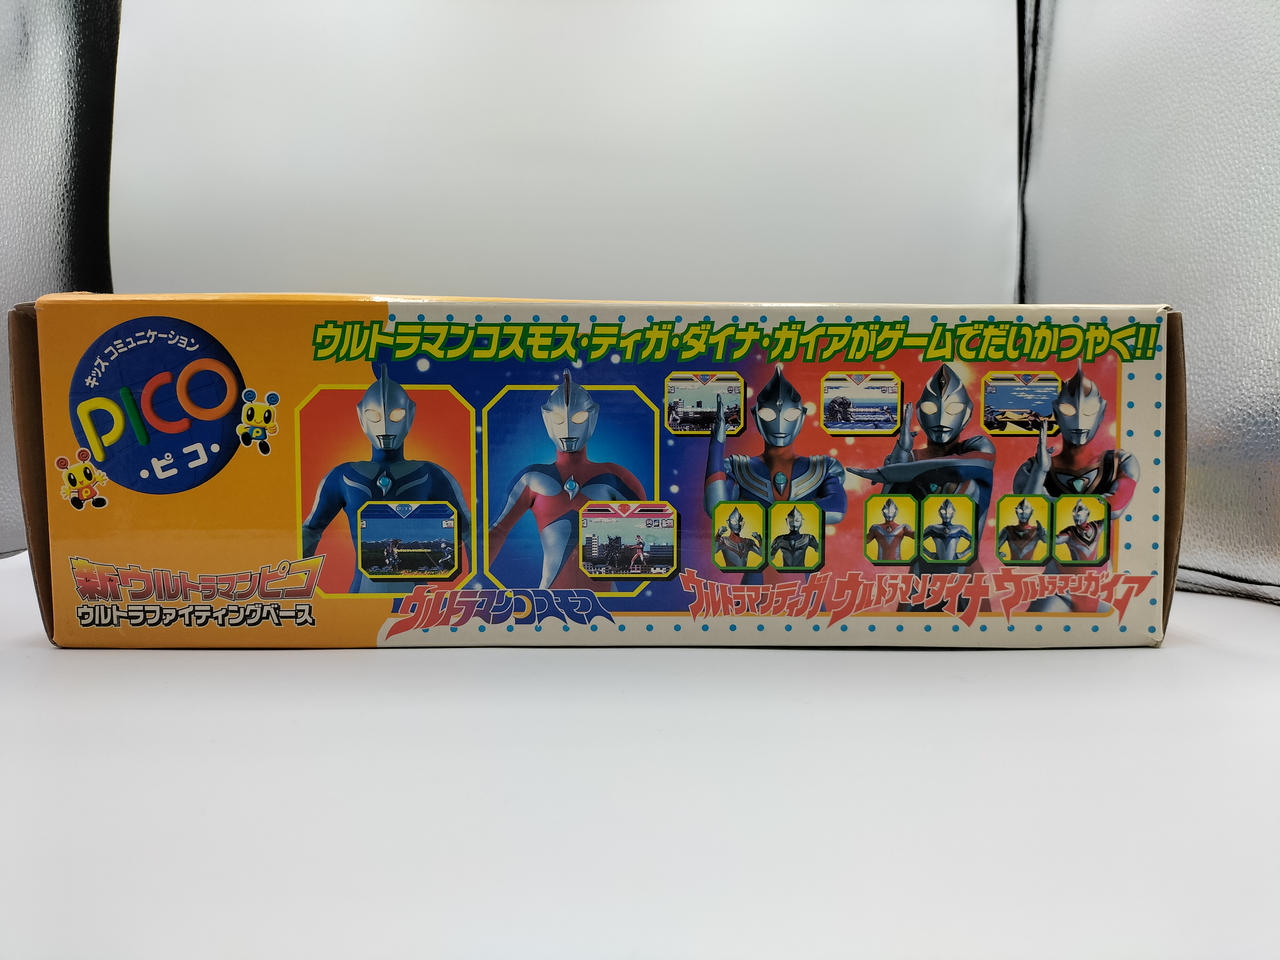 キッズ コミュニケーション
PICO
・ピコ・
P
P
ウルトラマンコスモス・ティガ・ダイナ・ガイアがゲームでだいかつやく!!
新ウルトラマンピコ
ウルトラファイティングベース
ウルトラマンコスモス
ウルトラマンティガ
ウルトラマンダイナ
ウルトラマンガイア